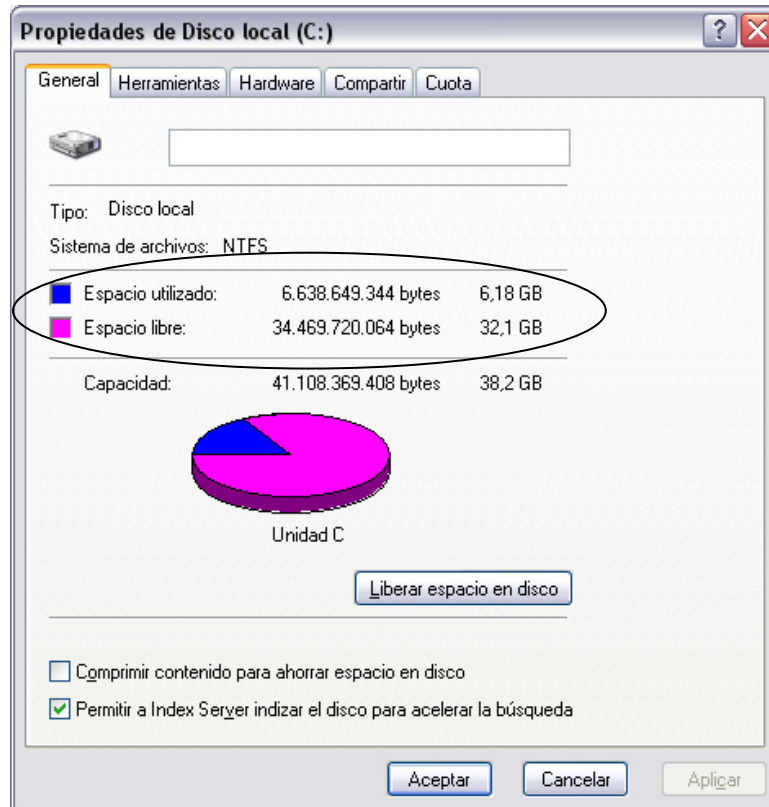 Propiedades de Disco local (C:)
General Herramientas Hardware Compartir Cuota
Tipo: Disco local
Sistema de archivos: NTFS
Espacio utilizado: 6.638.649.344 bytes 6,18 GB
Espacio libre: 34.469.720.064 bytes 32,1 GB
Capacidad: 41.108.369.408 bytes 38,2 GB
Unidad C
Liberar espacio en disco
Comprimir contenido para ahorrar espacio en disco
Permitir a Index Server indizar el disco para acelerar la búsqueda
Aceptar Cancelar Aplicar